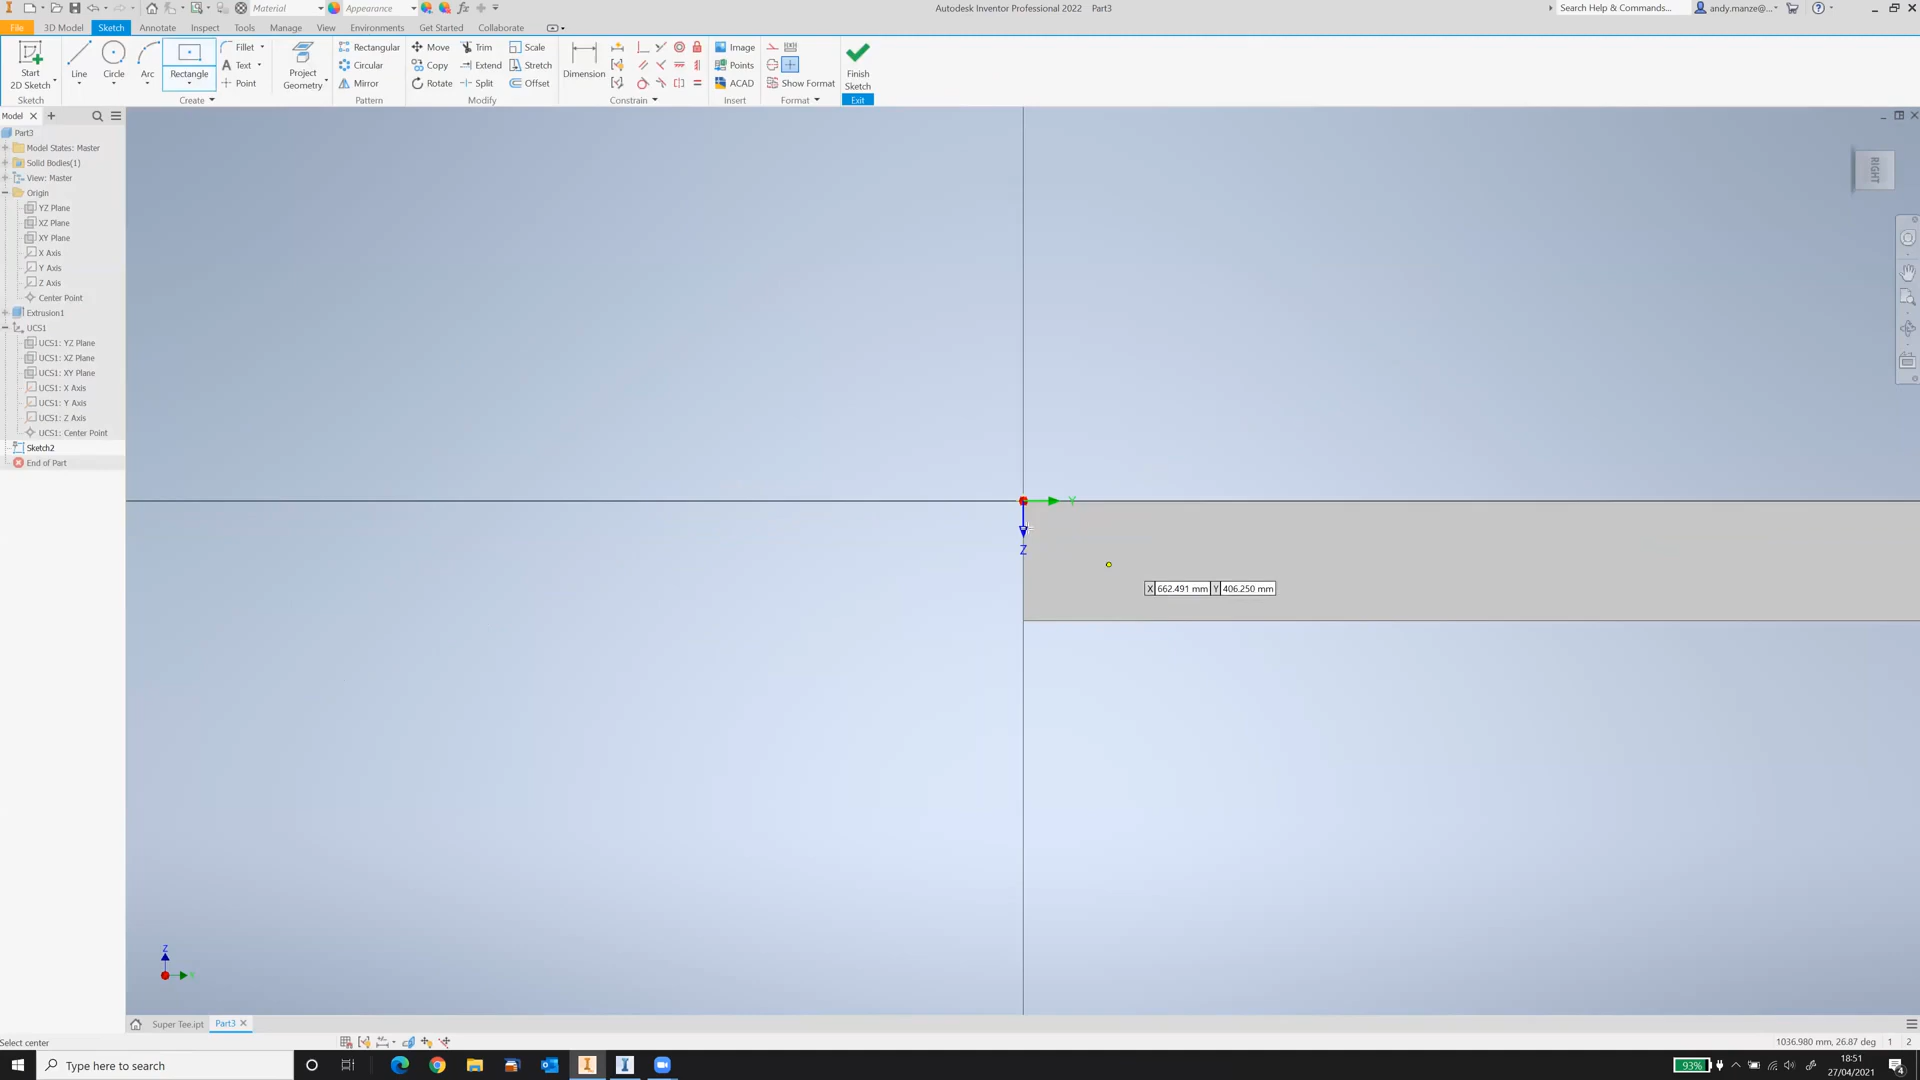 Material
Appearance
Autodesk Inventor Professional 2022 Part3
Search Help & Commands...
andy.manze@...
File 3D Model Sketch Annotate Inspect Tools Manage View Environments Get Started Collaborate
Start
2D Sketch
Line
Circle
Arc
Rectangle
Fillet
Text
Point
Project
Geometry
Rectangular
Circular
Mirror
Move
Copy
Rotate
Trim
Extend
Split
Scale
Stretch
Offset
Dimension
Image
Points
ACAD
Show Format
Finish
Sketch
Sketch
Create
Pattern
Modify
Constrain
Insert
Format
Exit
Model
Part3
Model States: Master
Solid Bodies(1)
View: Master
Origin
YZ Plane
XZ Plane
XY Plane
X Axis
Y Axis
Z Axis
Center Point
Extrusion1
UCS1
UCS1: YZ Plane
UCS1: XZ Plane
UCS1: XY Plane
UCS1: X Axis
UCS1: Y Axis
UCS1: Z Axis
UCS1: Center Point
Sketch2
End of Part
RIGHT
Y
Z
X 662.491 mm Y 406.250 mm
Z
Super Tee.ipt Part3
Select center
1036.980 mm, 26.87 deg 1 2
Type here to search
93%
18:51
27/04/2021
4